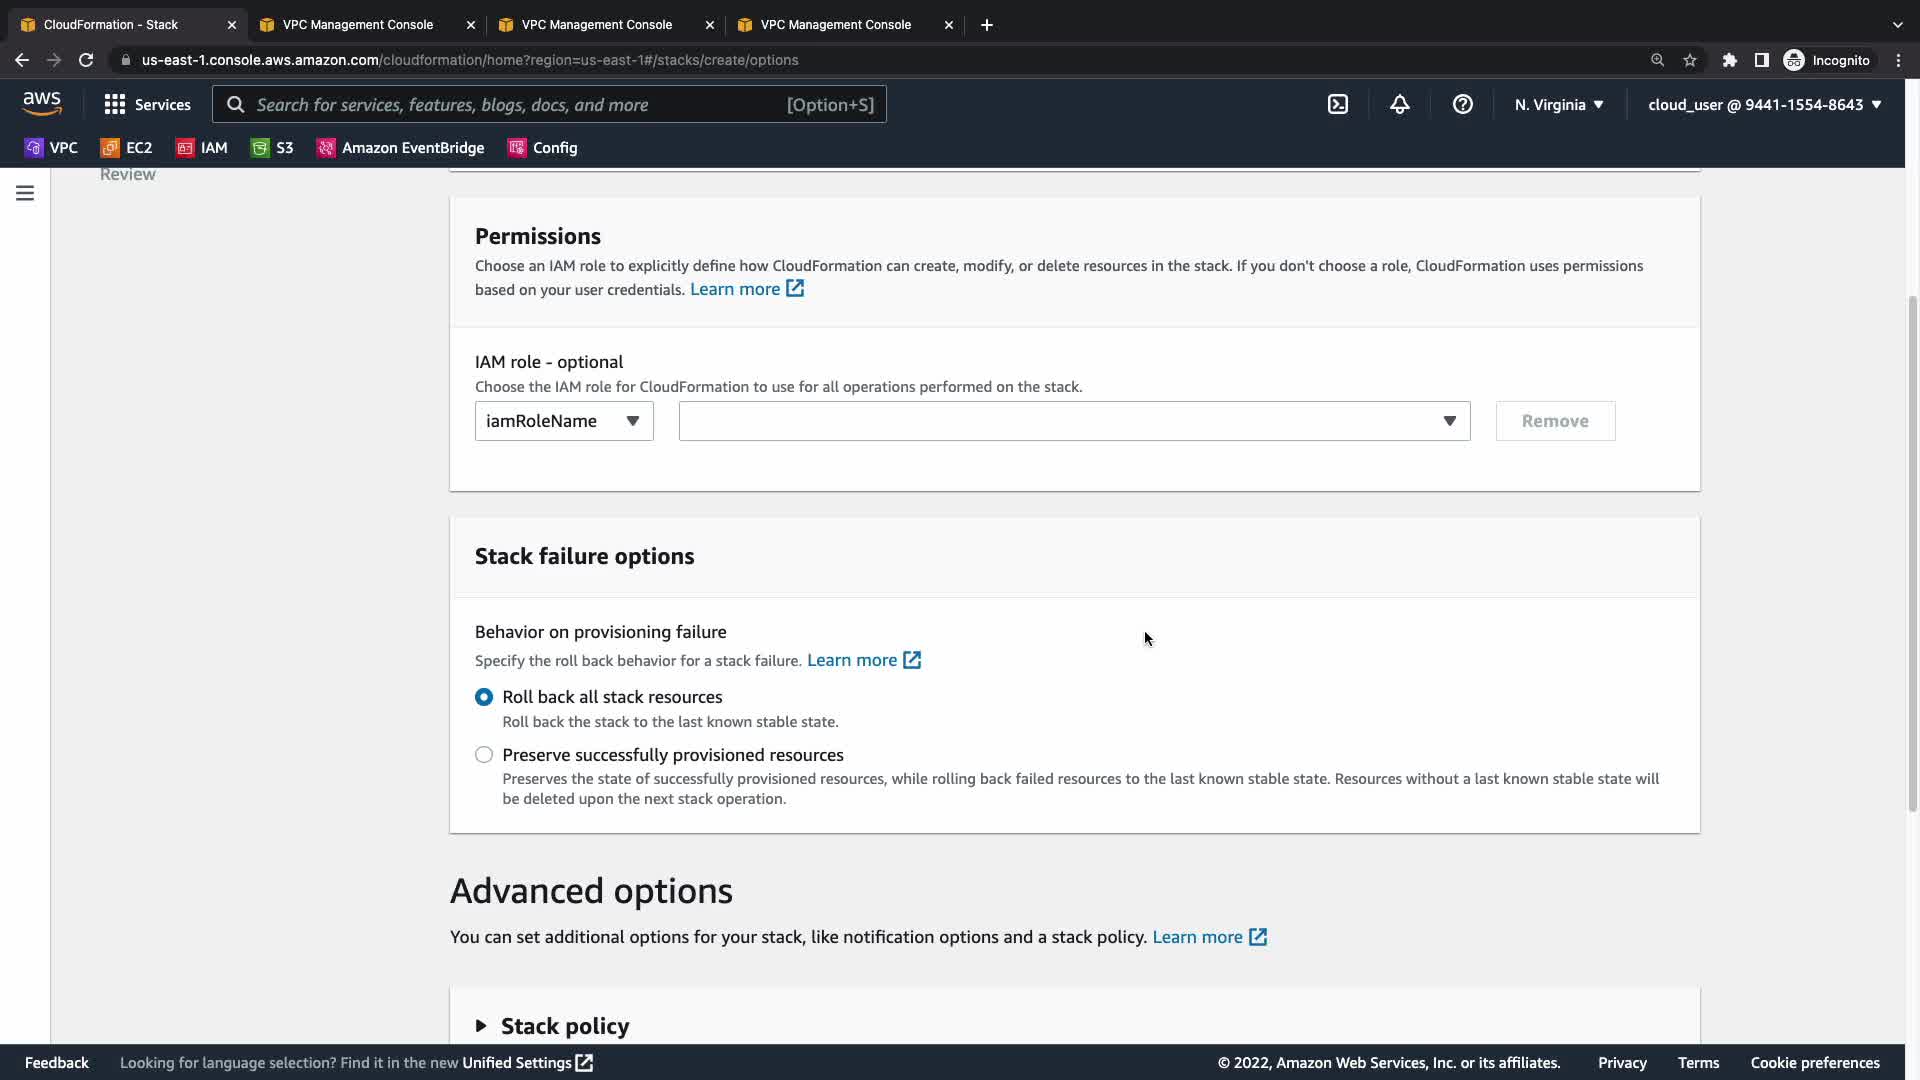 CloudFormation - Stack
VPC Management Console
VPC Management Console
VPC Management Console
us-east-1.console.aws.amazon.com/cloudformation/home?region=us-east-1#/stacks/create/options
Incognito
aws
Services
Search for services, features, blogs, docs, and more
[Option+S]
N. Virginia
cloud_user @ 9441-1554-8643
VPC
EC2
IAM
S3
Amazon EventBridge
Config
Review
Permissions
Choose an IAM role to explicitly define how CloudFormation can create, modify, or delete resources in the stack. If you don't choose a role, CloudFormation uses permissions
based on your user credentials. Learn more
IAM role - optional
Choose the IAM role for CloudFormation to use for all operations performed on the stack.
iamRoleName
Remove
Stack failure options
Behavior on provisioning failure
Specify the roll back behavior for a stack failure. Learn more
Roll back all stack resources
Roll back the stack to the last known stable state.
Preserve successfully provisioned resources
Preserves the state of successfully provisioned resources, while rolling back failed resources to the last known stable state. Resources without a last known stable state will
be deleted upon the next stack operation.
Advanced options
You can set additional options for your stack, like notification options and a stack policy. Learn more
Stack policy
Feedback
Looking for language selection? Find it in the new Unified Settings
© 2022, Amazon Web Services, Inc. or its affiliates.
Privacy
Terms
Cookie preferences